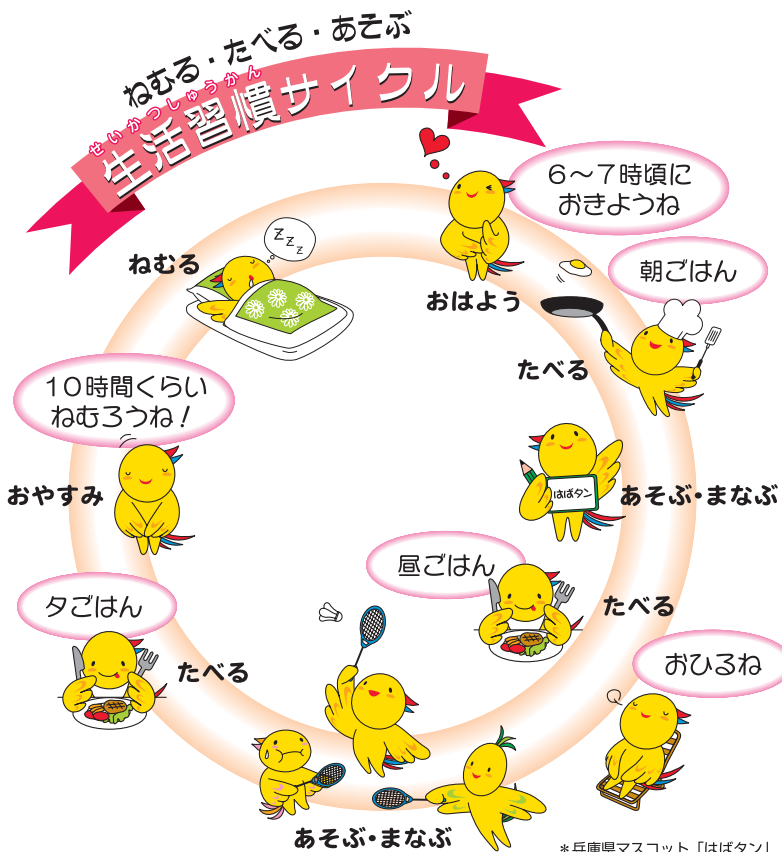 ねむる・たべる・あそぶ
せいかつしゅうかん
生活習慣サイクル
6〜7時頃に
おきようね
おはよう
朝ごはん
たべる
はばタン
あそぶ・まなぶ
昼ごはん
たべる
おひるね
あそぶ・まなぶ
夕ごはん
たべる
10時間くらい
ねむろうね!
おやすみ
ねむる
ZZZ
*兵庫県マスコット「はばタン」